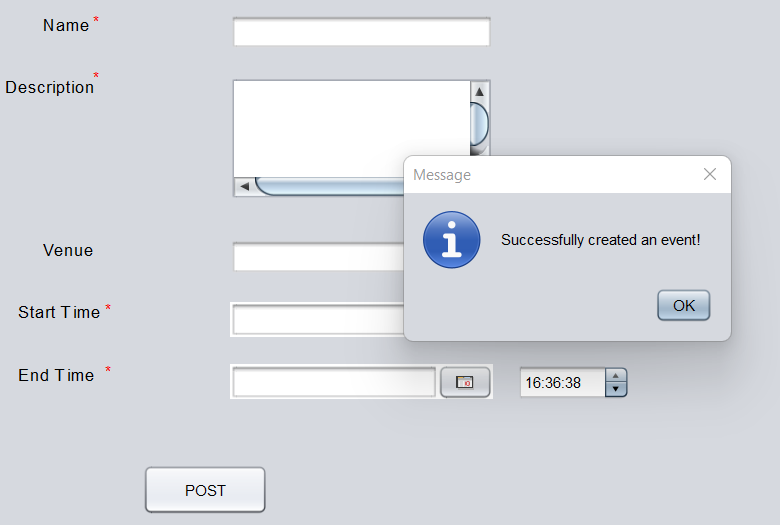 Name *
Description *
Message
Successfully created an event!
Venue
OK
Start Time *
End Time *
16:36:38
POST